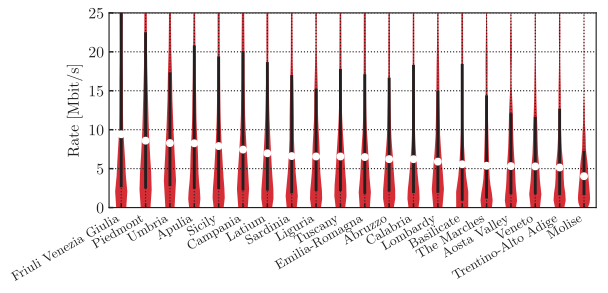 25
20
15
10
5
0
Rate [Mbit/s]
Friuli Venezia Giulia
Piedmont
Umbria
Apulia
Sicily
Campania
Latium
Sardinia
Liguria
Tuscany
Emilia-Romagna
Abruzzo
Calabria
Lombardy
Basilicate
The Marches
Aosta Valley
Veneto
Trentino-Alto Adige
Molise